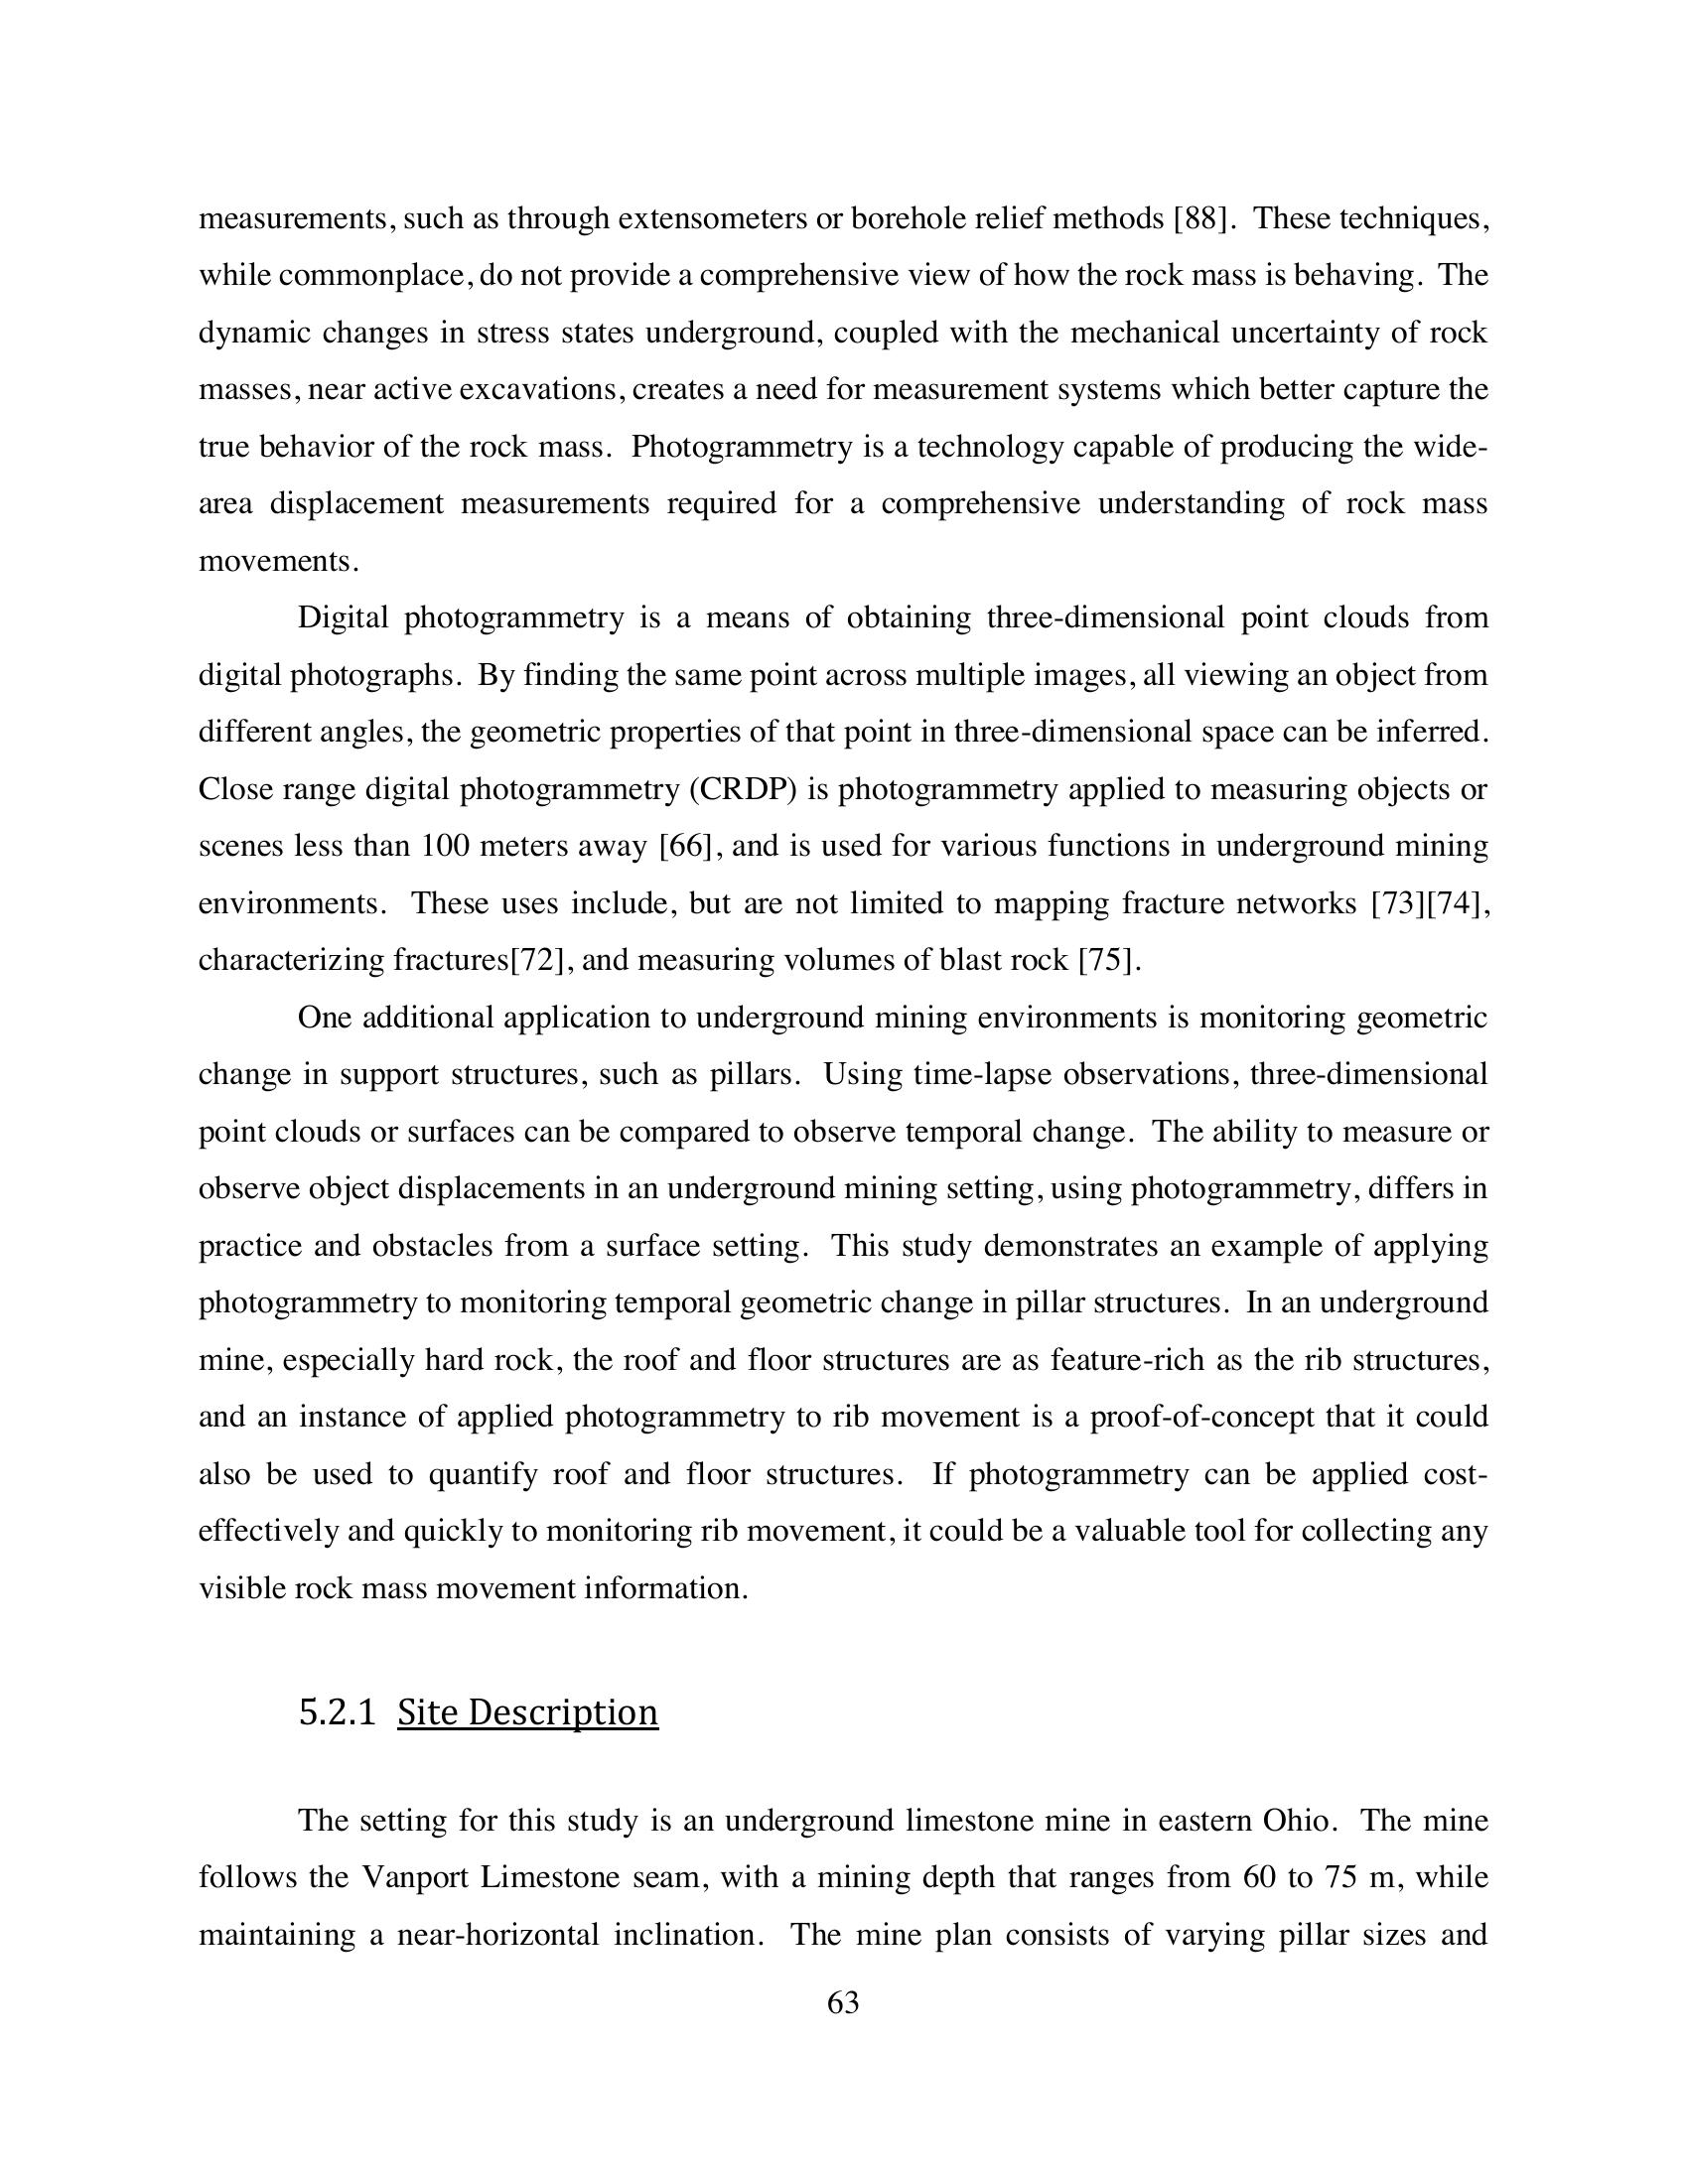 measurements, such as through extensometers or borehole relief methods [88].  These techniques,
while commonplace, do not provide a comprehensive view of how the rock mass is behaving.  The
dynamic changes in stress states underground, coupled with the mechanical uncertainty of rock
masses, near active excavations, creates a need for measurement systems which better capture the
true behavior of the rock mass.  Photogrammetry is a technology capable of producing the wide-
area displacement measurements required for a comprehensive understanding of rock mass
movements.
Digital photogrammetry is a means of obtaining three-dimensional point clouds from
digital photographs.  By finding the same point across multiple images, all viewing an object from
different angles, the geometric properties of that point in three-dimensional space can be inferred.
Close range digital photogrammetry (CRDP) is photogrammetry applied to measuring objects or
scenes less than 100 meters away [66], and is used for various functions in underground mining
environments.  These uses include, but are not limited to mapping fracture networks [73][74],
characterizing fractures[72], and measuring volumes of blast rock [75].
One additional application to underground mining environments is monitoring geometric
change in support structures, such as pillars.  Using time-lapse observations, three-dimensional
point clouds or surfaces can be compared to observe temporal change.  The ability to measure or
observe object displacements in an underground mining setting, using photogrammetry, differs in
practice and obstacles from a surface setting.  This study demonstrates an example of applying
photogrammetry to monitoring temporal geometric change in pillar structures.  In an underground
mine, especially hard rock, the roof and floor structures are as feature-rich as the rib structures,
and an instance of applied photogrammetry to rib movement is a proof-of-concept that it could
also be used to quantify roof and floor structures.  If photogrammetry can be applied cost-
effectively and quickly to monitoring rib movement, it could be a valuable tool for collecting any
visible rock mass movement information.
5.2.1 Site Description
The setting for this study is an underground limestone mine in eastern Ohio.  The mine
follows the Vanport Limestone seam, with a mining depth that ranges from 60 to 75 m, while
maintaining a near-horizontal inclination.  The mine plan consists of varying pillar sizes and
63